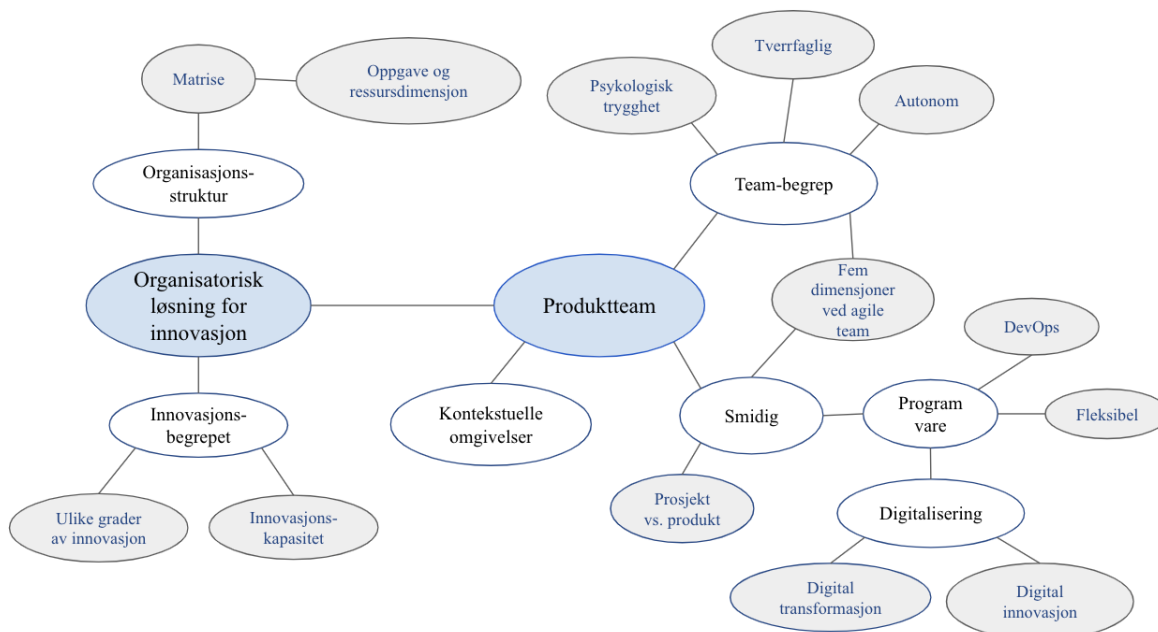 Tverrfaglig
Matrise
Oppgave og
ressursdimensjon
Psykologisk
trygghet
Autonom
Organisasjons-
struktur
Team-begrep
Organisatorisk
løsning for
innovasjon
Produktteam
Fem
dimensjoner
ved agile
team
DevOps
Innovasjons-
begrepet
Kontekstuelle
omgivelser
Smidig
Program
vare
Fleksibel
Ulike grader
av innovasjon
Innovasjons-
kapasitet
Prosjekt
vs. produkt
Digitalisering
Digital
transformasjon
Digital
innovasjon